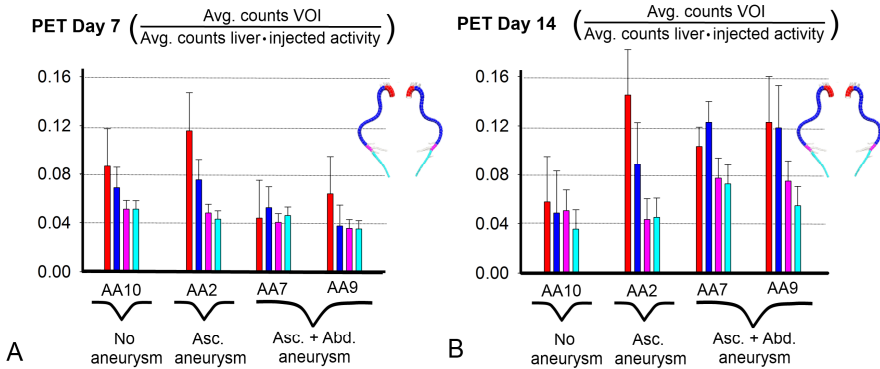 PET Day 7 ( Avg. counts VOI
Avg. counts liver·injected activity )
0.16
0.12
0.08
0.04
0.00
AA10 AA2 AA7 AA9
No Asc. Asc. + Abd.
aneurysm aneurysm aneurysm
A
PET Day 14 ( Avg. counts VOI
Avg. counts liver·injected activity )
0.16
0.12
0.08
0.04
0.00
AA10 AA2 AA7 AA9
No Asc. Asc. + Abd.
aneurysm aneurysm aneurysm
B